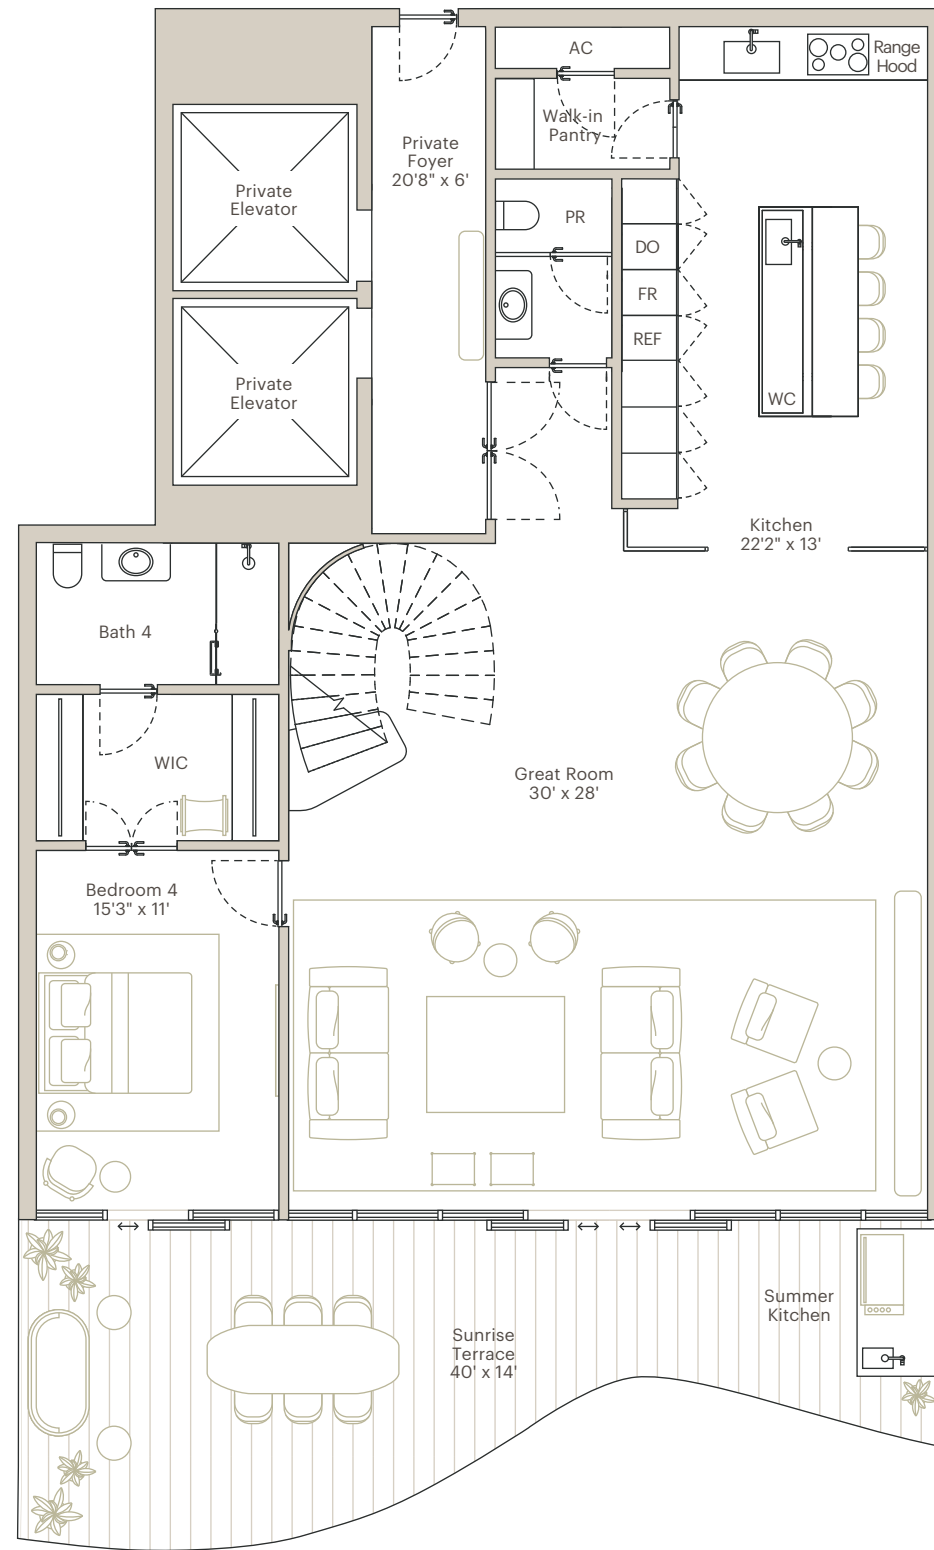 AC
Range
Hood
Walk-in
Pantry
Private
Foyer
20'8" x 6'
Private
Elevator
PR
DO
FR
REF
Private
Elevator
WC
Kitchen
22'2" x 13'
Bath 4
WIC
Great Room
30' x 28'
Bedroom 4
15'3" x 11'
Summer
Kitchen
Sunrise
Terrace
40' x 14'